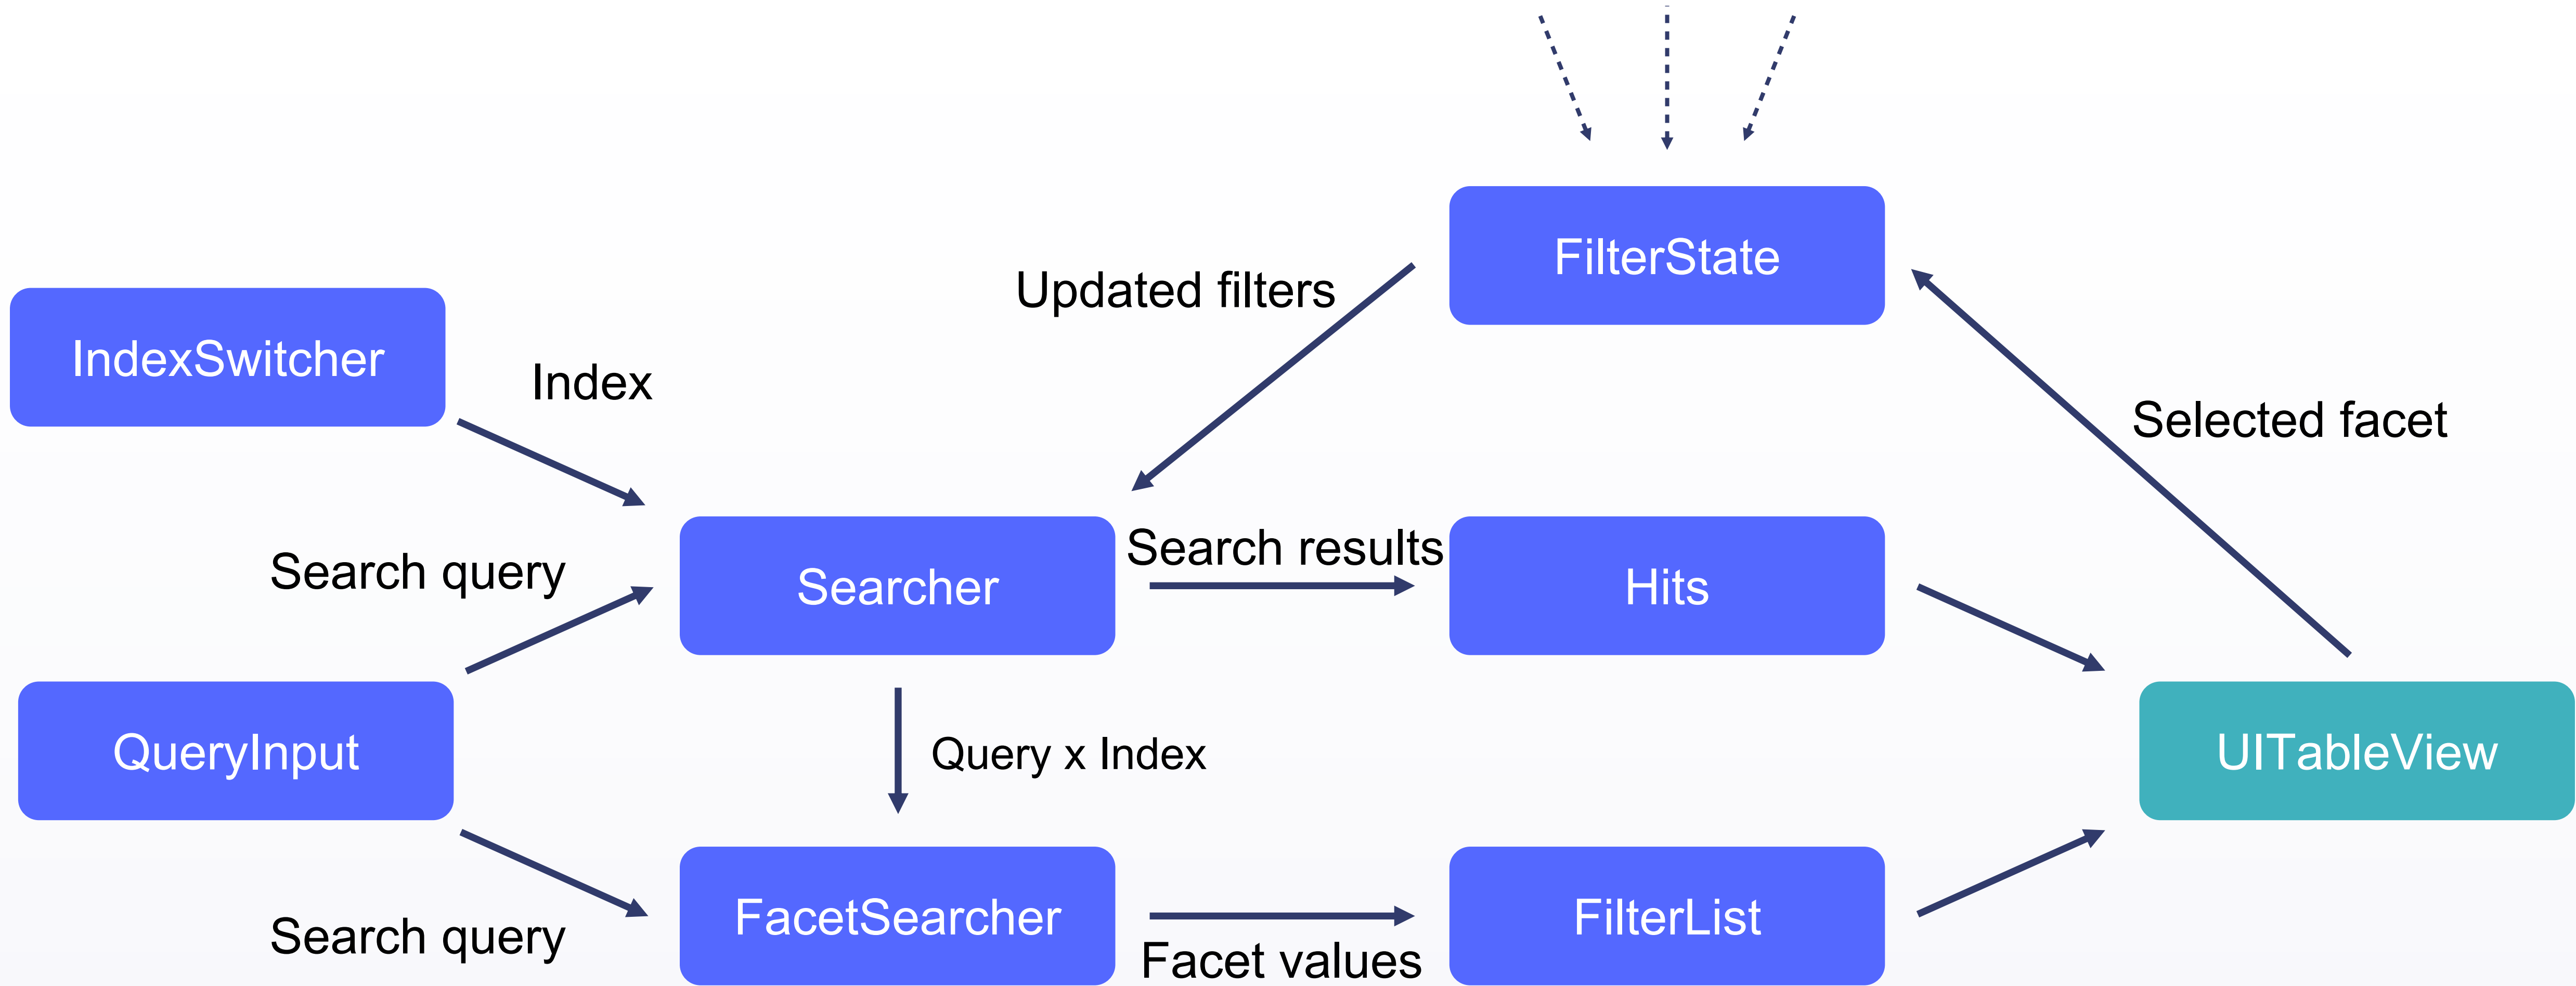 FilterState
Updated filters
IndexSwitcher
Index
Selected facet
Search query
Searcher
Search results
Hits
QueryInput
Query x Index
UITableView
Search query
FacetSearcher
Facet values
FilterList